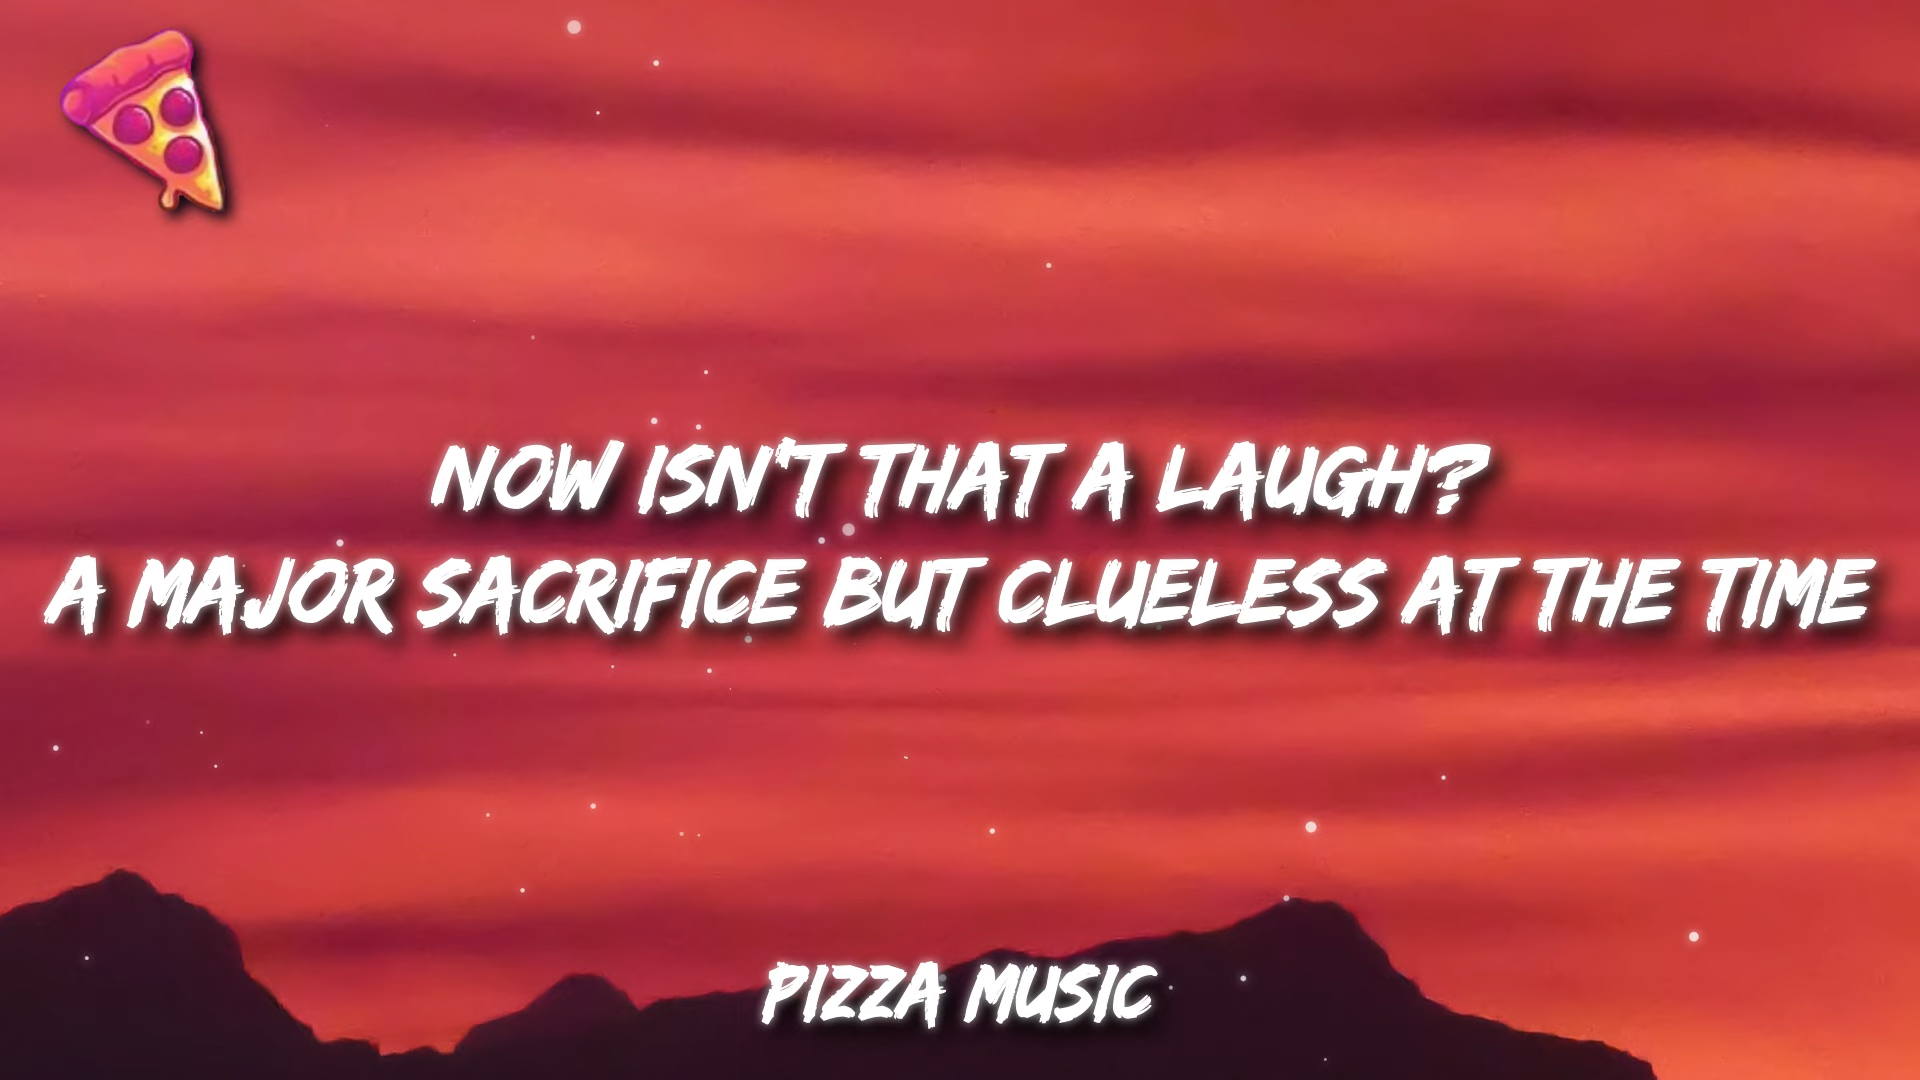 NOW ISN'T THAT A LAUGH?
A MAJOR SACRIFICE BUT CLUELESS AT THE TIME
PIZZA MUSIC